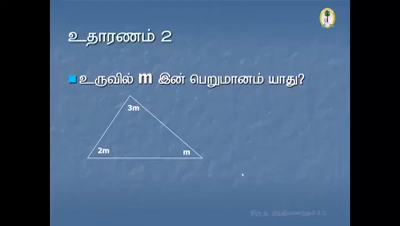 உதாரணம் 2
உருவில் m இன் பெறுமானம் யாது?
3m
2m
m